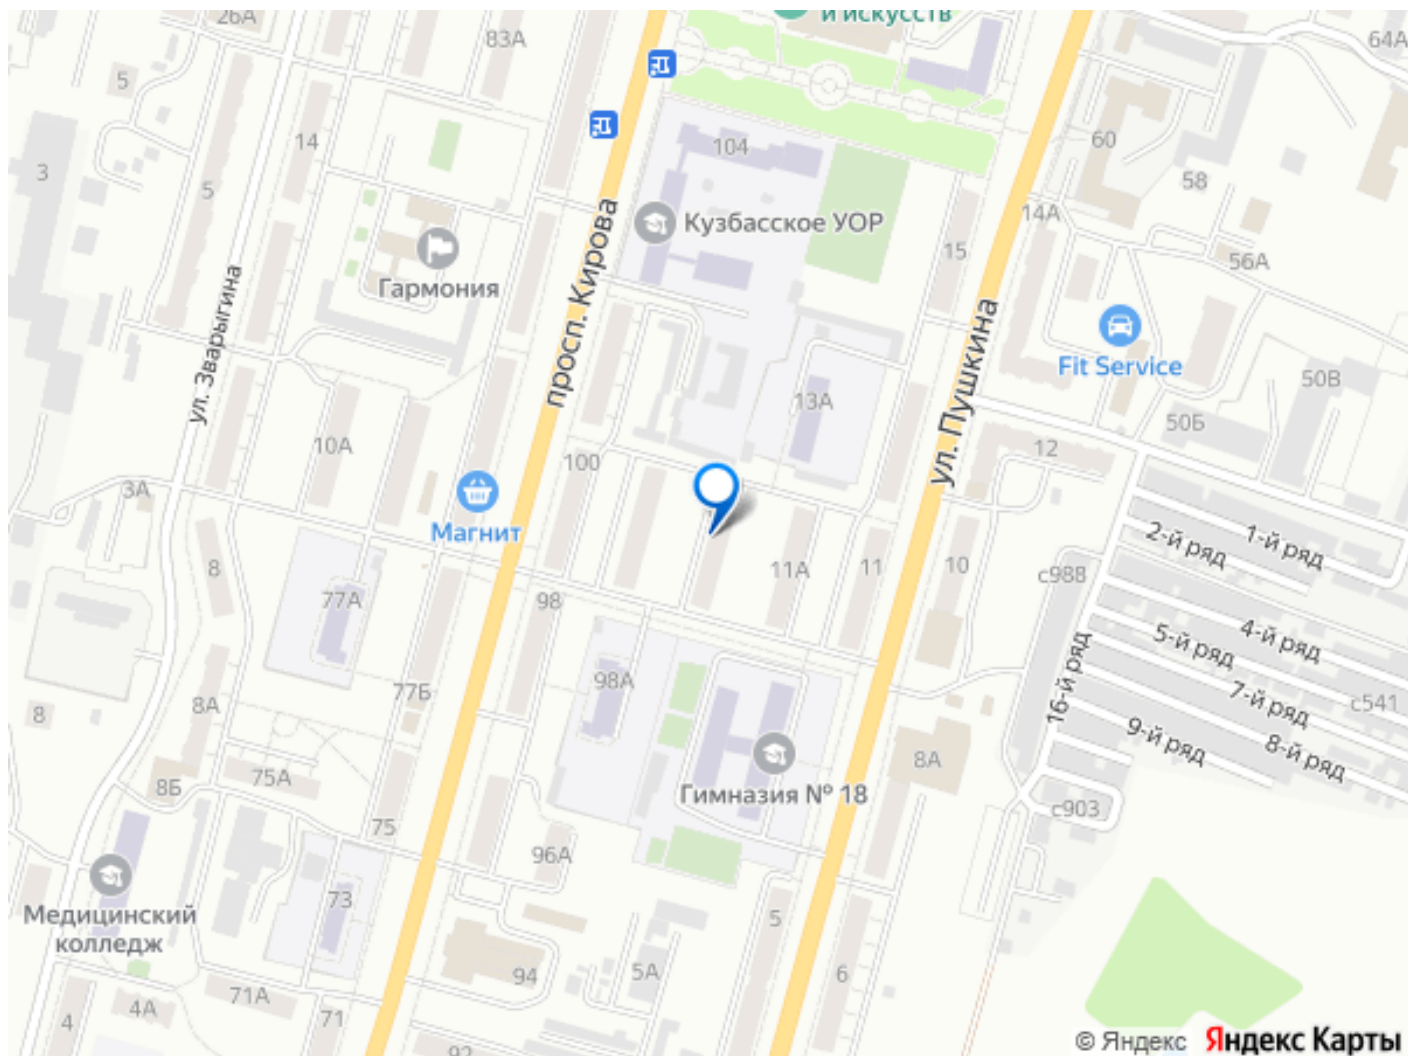 26А
83А
и искусств
64А
5
14
104
60
3
5
58
14А
Кузбасское УОР
15
56А
Гармония
просп. Кирова
ул. Зварыгина
ул. Пушкина
Fit Service
50В
13А
50Б
10А
100
12
3А
Магнит
1-й ряд
2-й ряд
8
11А
11
10
с98В
77А
98
4-й ряд
5-й ряд
16-й ряд
98А
77Б
7-й ряд
с541
8
8А
9-й ряд
8-й ряд
8А
75А
8Б
Гимназия № 18
с903
75
96А
73
Медицинский
колледж
5
94
5А
6
71А
4А
4
71
92
© Яндекс Яндекс Карты